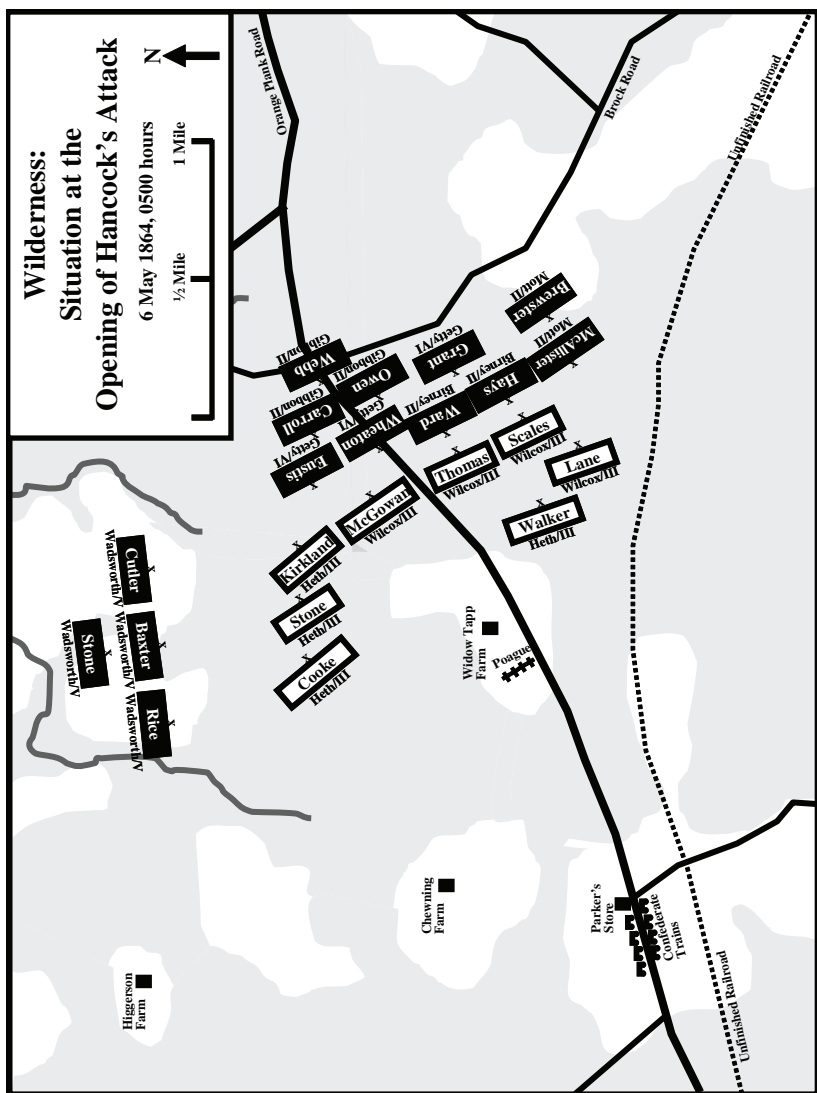 Wilderness:
Situation at the
Opening of Hancock's Attack
6 May 1864, 0500 hours
½ Mile
1 Mile
N
Orange Plank Road
Brock Road
Unfinished Railroad
Webb
Gibbon/II
Owen
Gibbon/II
Carroll
Gibbon/II
Grant
Getty/VI
Brewster
Mott/II
McAllister
Mott/II
Hays
Birney/II
Ward
Birney/II
Wheaton
Getty/VI
Eustis
Getty/VI
Scales
Wilcox/III
Thomas
Wilcox/III
Lane
Wilcox/III
McGowan
Wilcox/III
Walker
Heth/III
Kirkland
Heth/III
Stone
Heth/III
Cooke
Heth/III
Cutler
Wadsworth/V
Baxter
Wadsworth/V
Stone
Wadsworth/V
Rice
Wadsworth/V
Widow Tapp
Farm
Poague
Chewning
Farm
Parker's
Store
Confederate
Trains
Higgerson
Farm
Unfinished Railroad